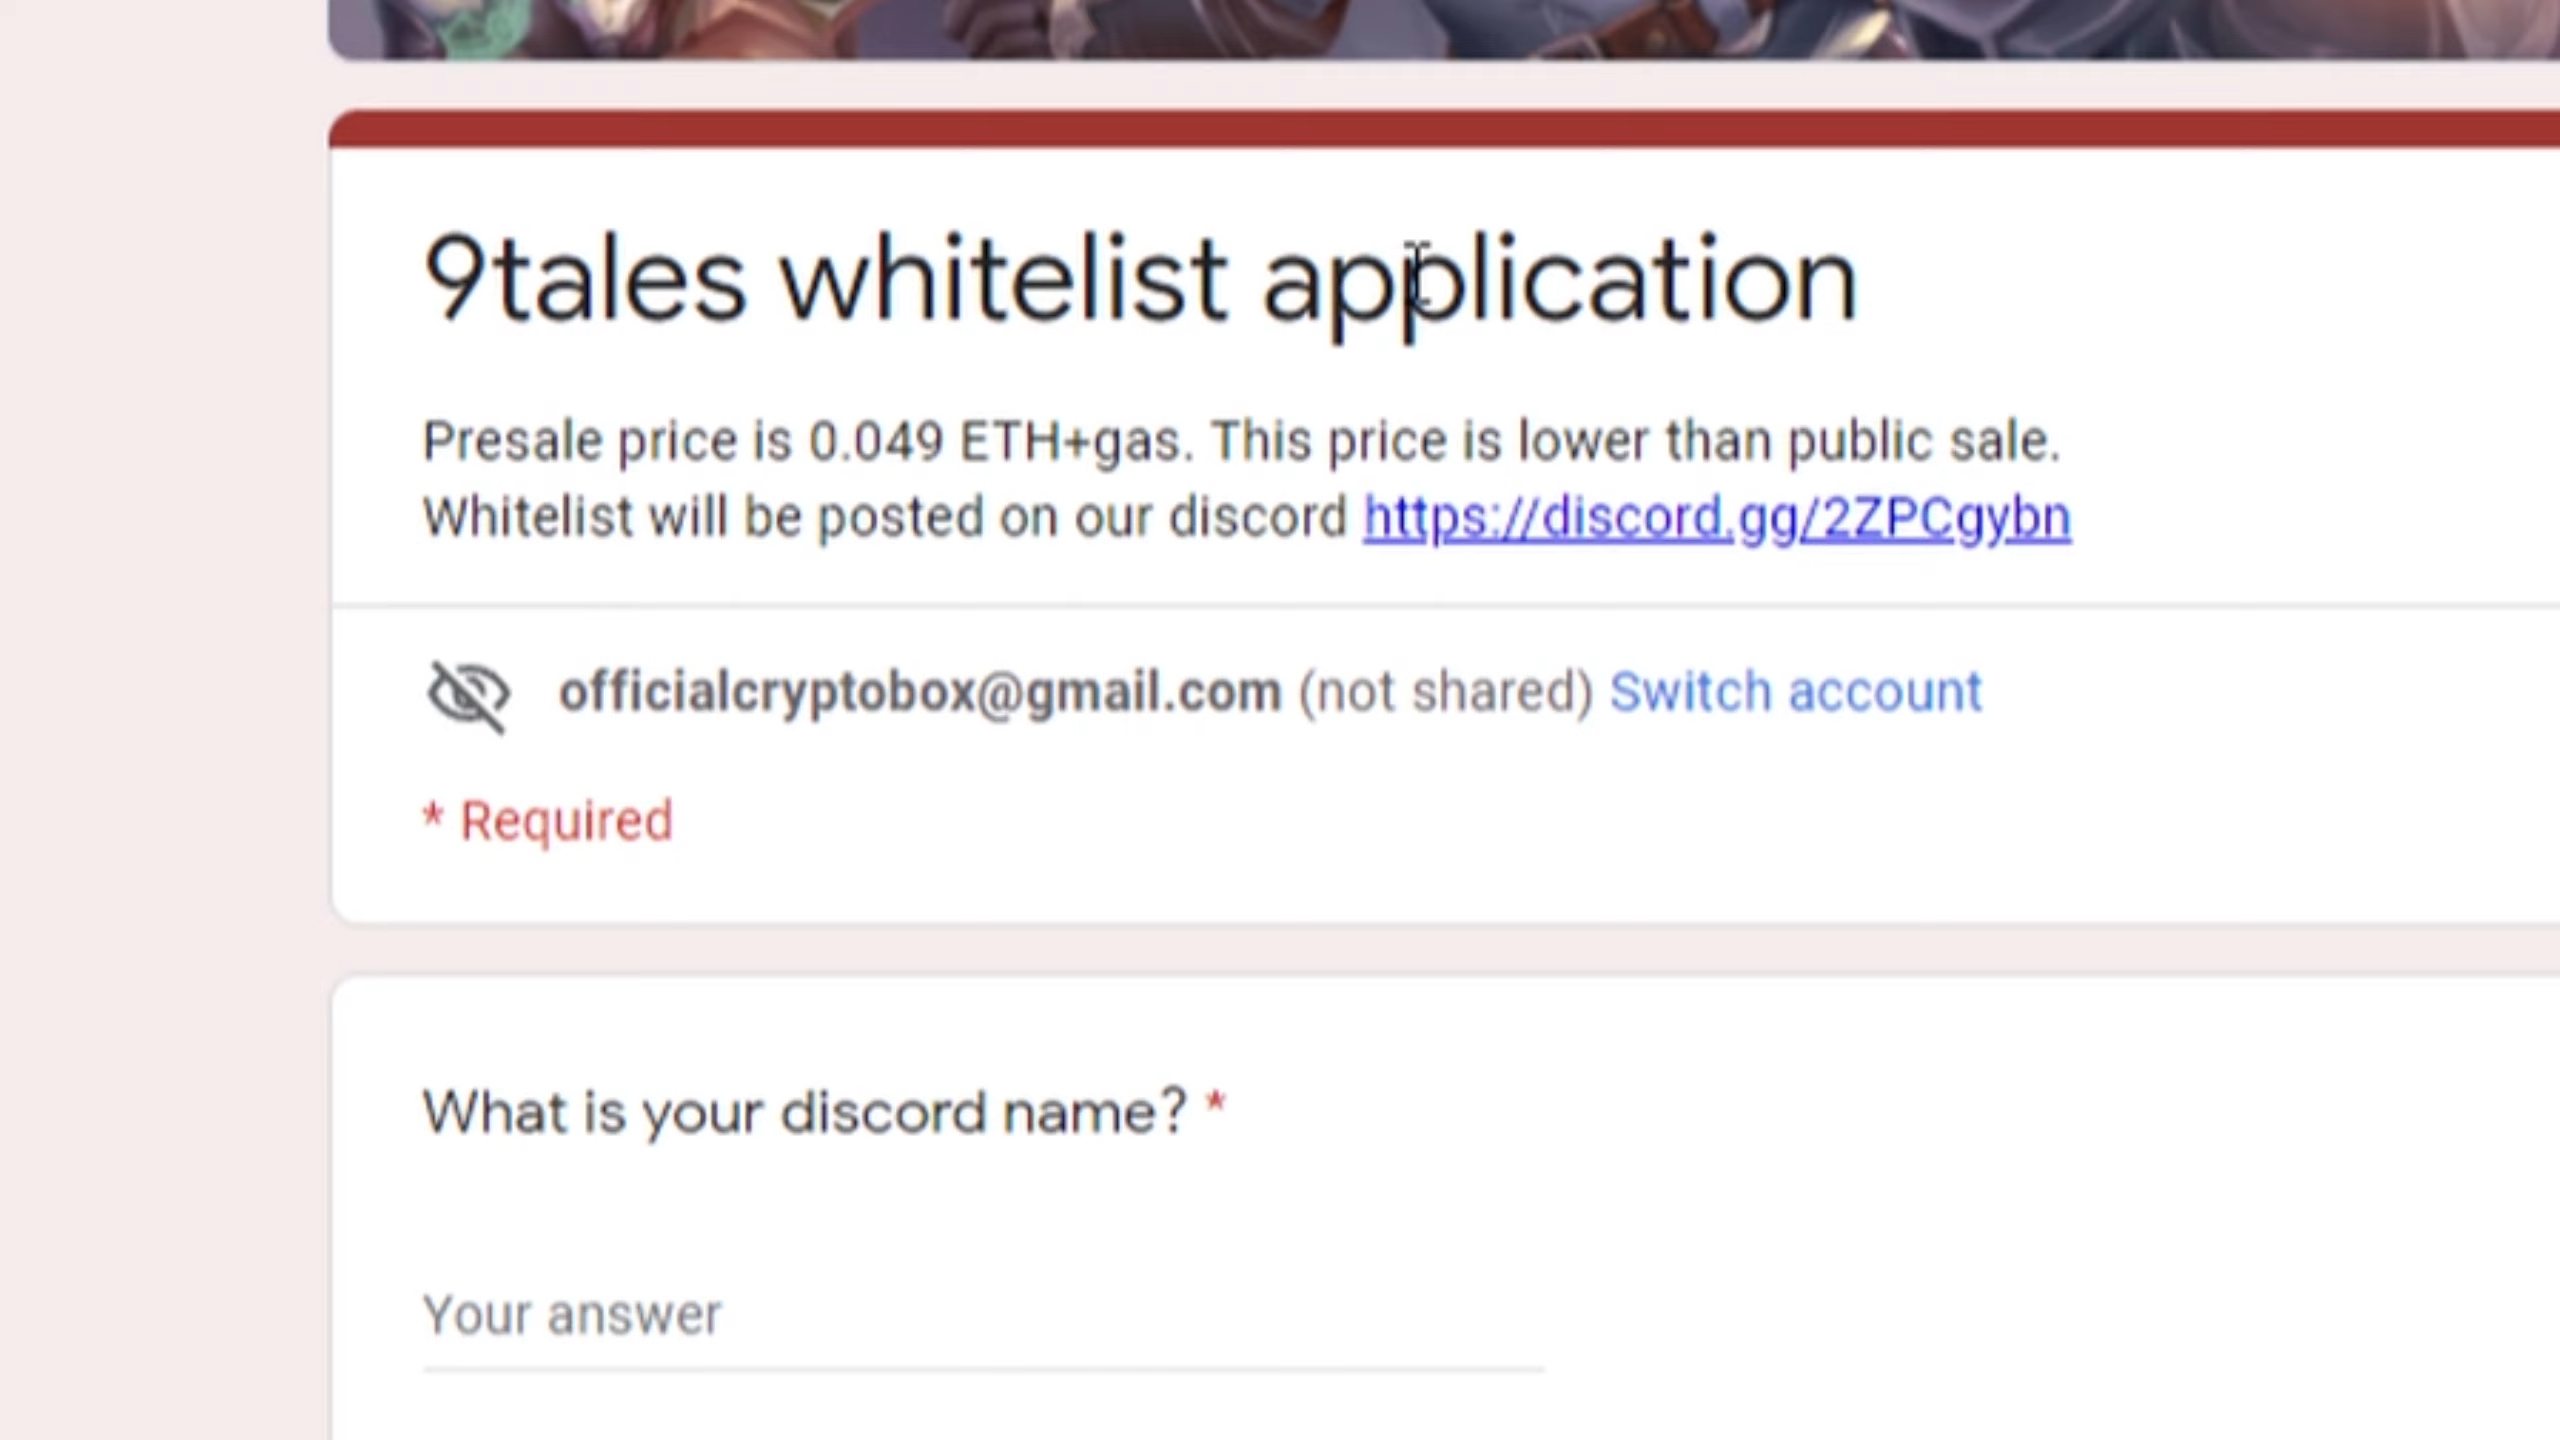 9tales whitelist application
Presale price is 0.049 ETH+gas. This price is lower than public sale.
Whitelist will be posted on our discord https://discord.gg/2ZPCgybn
officialcryptobox@gmail.com (not shared) Switch account
* Required
What is your discord name? *
Your answer